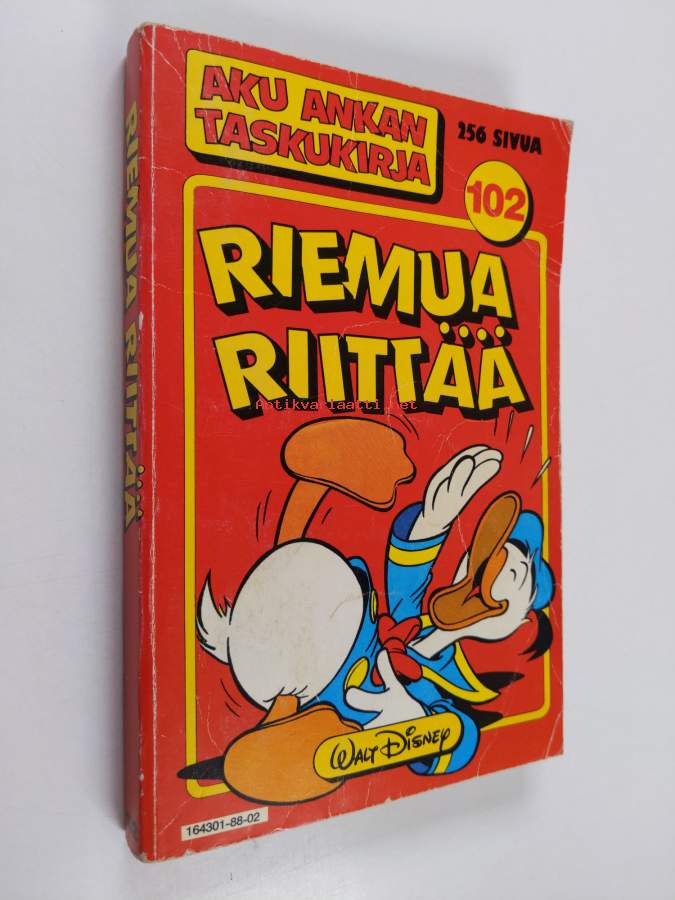 AKU ANKAN
TASKUKIRJA
256 SIVUA
102
RIEMUA
RIITTÄÄ
Antikvariaatti.net
WALT DISNEY
164301-88-02
RIEMUA RIITTÄÄ